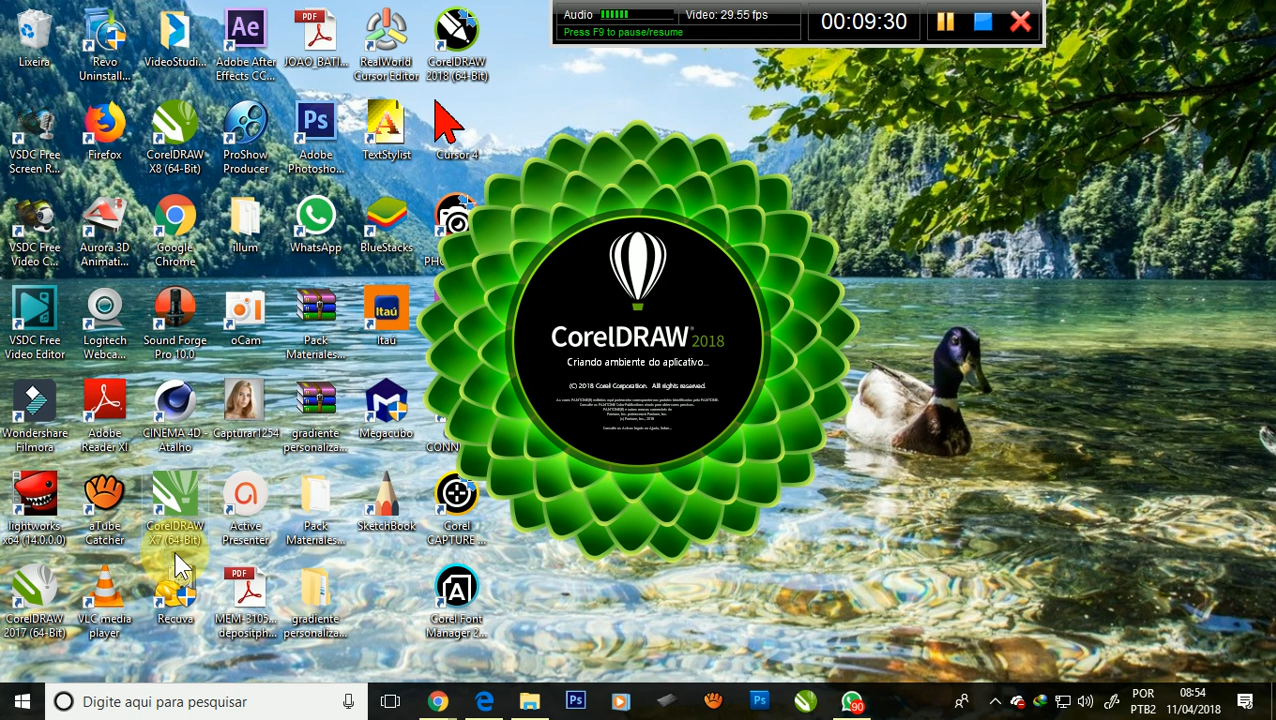 Audio
Video: 29.55 fps
Press F9 to pause/resume
00:09:30
Lixeira
Revo
Uninstall...
VideoStudi...
Adobe After
Effects CC...
JOAO_BATI...
RealWorld
Cursor Editor
CorelDRAW
2018 (64-Bit)
VSDC Free
Screen R...
Firefox
CorelDRAW
X8 (64-Bit)
ProShow
Producer
Adobe
Photosho...
TextStylist
Cursor 4
VSDC Free
Video C...
Aurora 3D
Animati...
Google
Chrome
illum
WhatsApp
BlueStacks
VSDC Free
Video Editor
Logitech
Webca...
Sound Forge
Pro 10.0
oCam
Pack
Materiales...
Itaú
Itaú
Wondershare
Filmora
Adobe
Reader XI
CINEMA 4D -
Atalho
Capturar1254
gradiente
personaliza...
Megacubo
CONN
lightworks
x64 (14.0.0.0)
aTube
Catcher
CorelDRAW
X7 (64-Bit)
Active
Presenter
Pack
Materiales...
SketchBook
Corel
CAPTURE ...
CorelDRAW
2017 (64-Bit)
VLC media
player
Recuva
MEM-3105...
depositph...
gradiente
personaliza...
Corel Font
Manager 2...
CorelDRAW® 2018
Criando ambiente do aplicativo...
(C) 2018 Corel Corporation. All rights reserved.
Digite aqui para pesquisar
90
POR
PTB2
08:54
11/04/2018